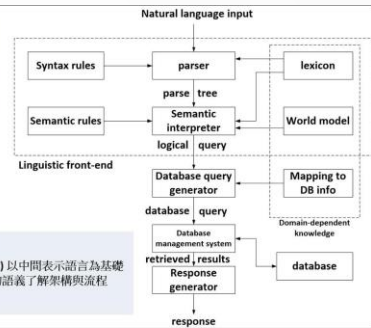 Natural language input
Syntax rules
parser
lexicon
parse tree
Semantic rules
Semantic
interpreter
World model
logical query
Linguistic front-end
Database query
generator
Mapping to
DB info
database query
Domain-dependent
knowledge
Database
management system
retrieved results
database
) 以中間表示語言為基礎
語義了解架構與流程
Response
generator
response